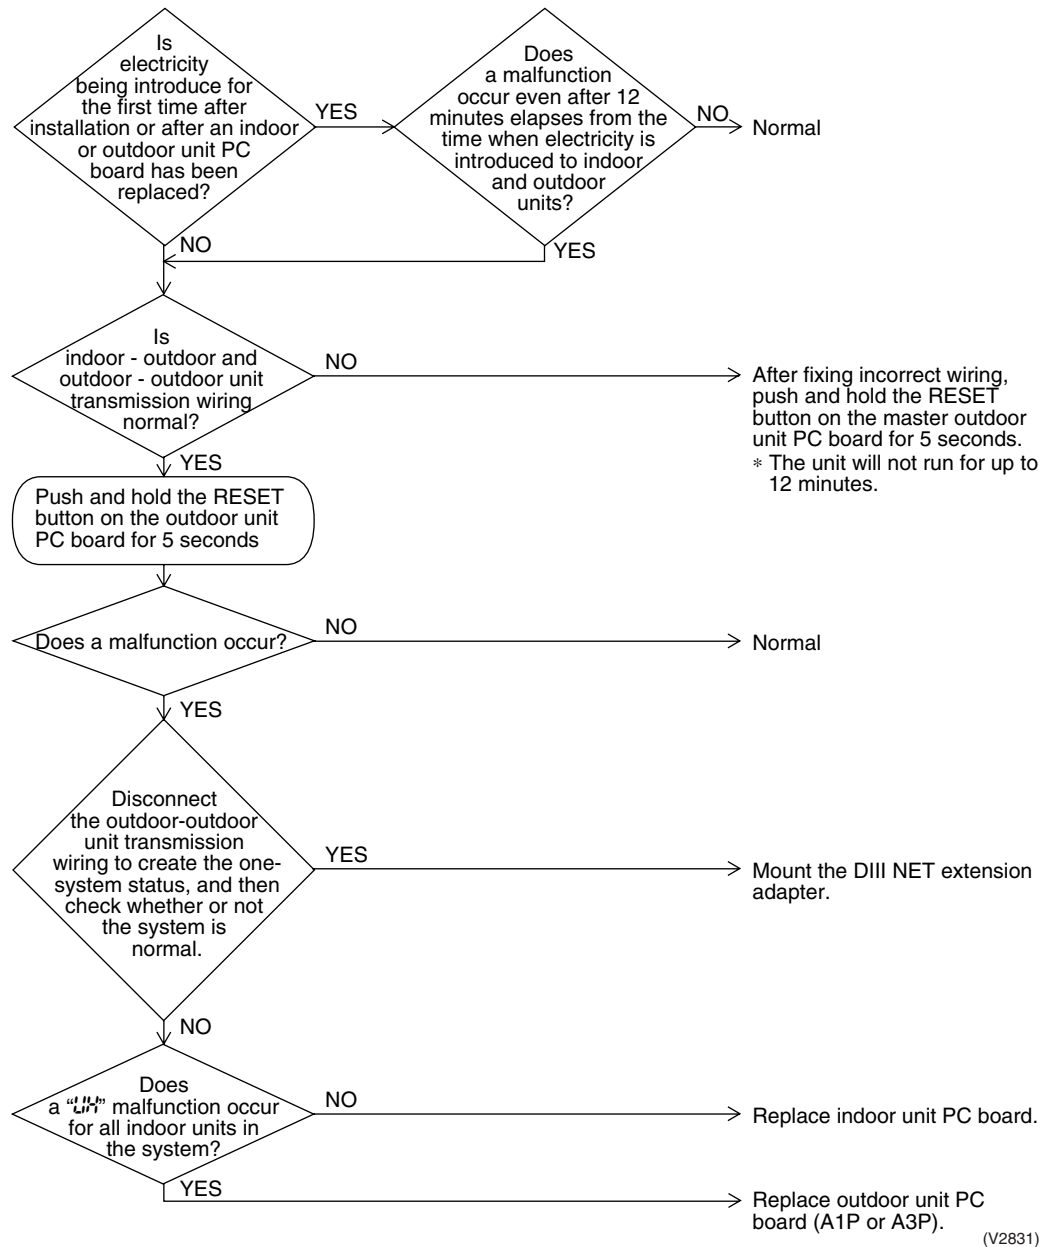 Is
electricity
being introduce for
the first time after
installation or after an indoor
or outdoor unit PC
board has been
replaced?
YES
Does
a malfunction
occur even after 12
minutes elapses from the
time when electricity is
introduced to indoor
and outdoor
units?
NO
Normal
NO
YES
Is
indoor - outdoor and
outdoor - outdoor unit
transmission wiring
normal?
NO
After fixing incorrect wiring,
push and hold the RESET
button on the master outdoor
unit PC board for 5 seconds.
* The unit will not run for up to
12 minutes.
YES
Push and hold the RESET
button on the outdoor unit
PC board for 5 seconds
Does a malfunction occur?
NO
Normal
YES
Disconnect
the outdoor-outdoor
unit transmission
wiring to create the one-
system status, and then
check whether or not
the system is
normal.
YES
Mount the DIII NET extension
adapter.
NO
Does
a “UH” malfunction occur
for all indoor units in
the system?
NO
Replace indoor unit PC board.
YES
Replace outdoor unit PC
board (A1P or A3P).
(V2831)